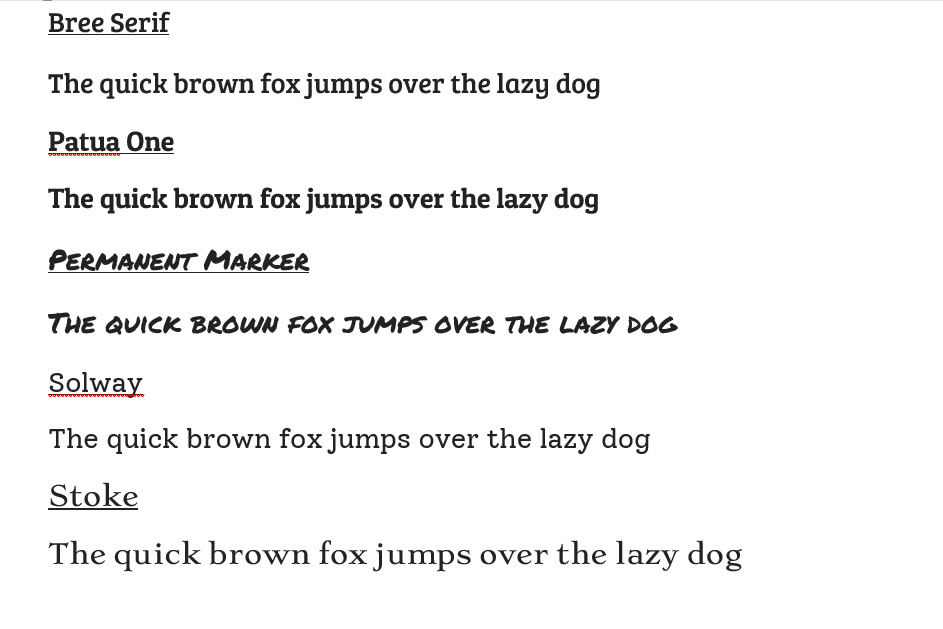 Bree Serif
The quick brown fox jumps over the lazy dog
Patua One
The quick brown fox jumps over the lazy dog
Permanent Marker
The quick brown fox jumps over the lazy dog
Solway
The quick brown fox jumps over the lazy dog
Stoke
The quick brown fox jumps over the lazy dog